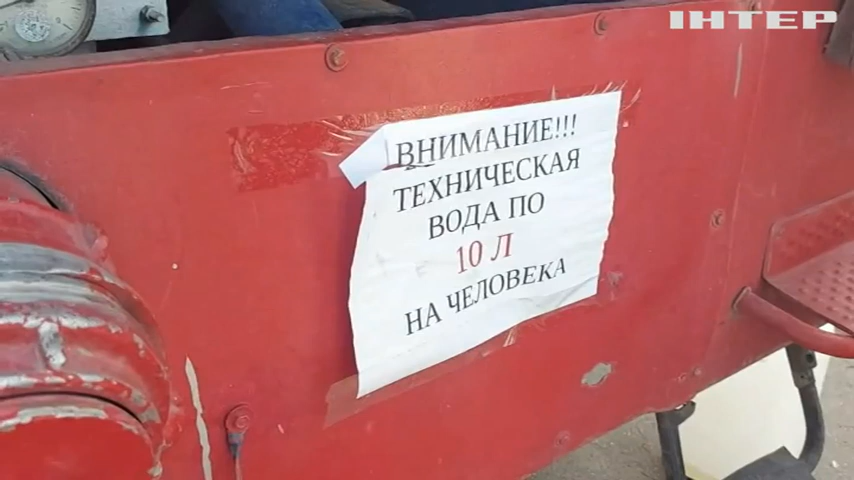 ІНТЕР
ВНИМАНИЕ!!!
ТЕХНИЧЕСКАЯ
ВОДА ПО
10 Л
НА ЧЕЛОВЕКА